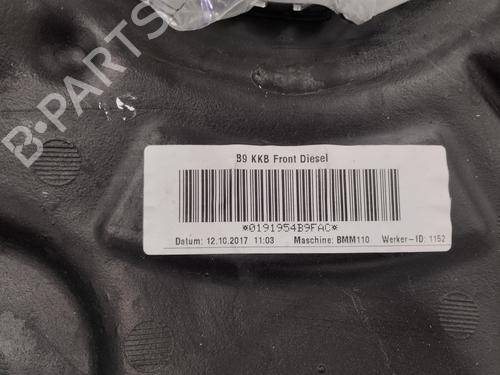 B-PARTS
B9 KKB Front Diesel
*0191954B9FAC*
Datum: 12.10.2017 11:03 Maschine: BMM110 Werker-ID: 1152